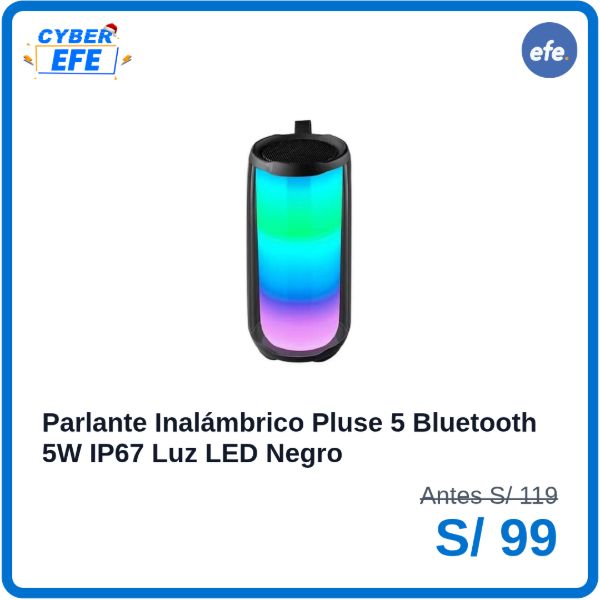 CYBER
EFE
efe.
Parlante Inalámbrico Pluse 5 Bluetooth
5W IP67 Luz LED Negro
Antes S/ 119
S/ 99